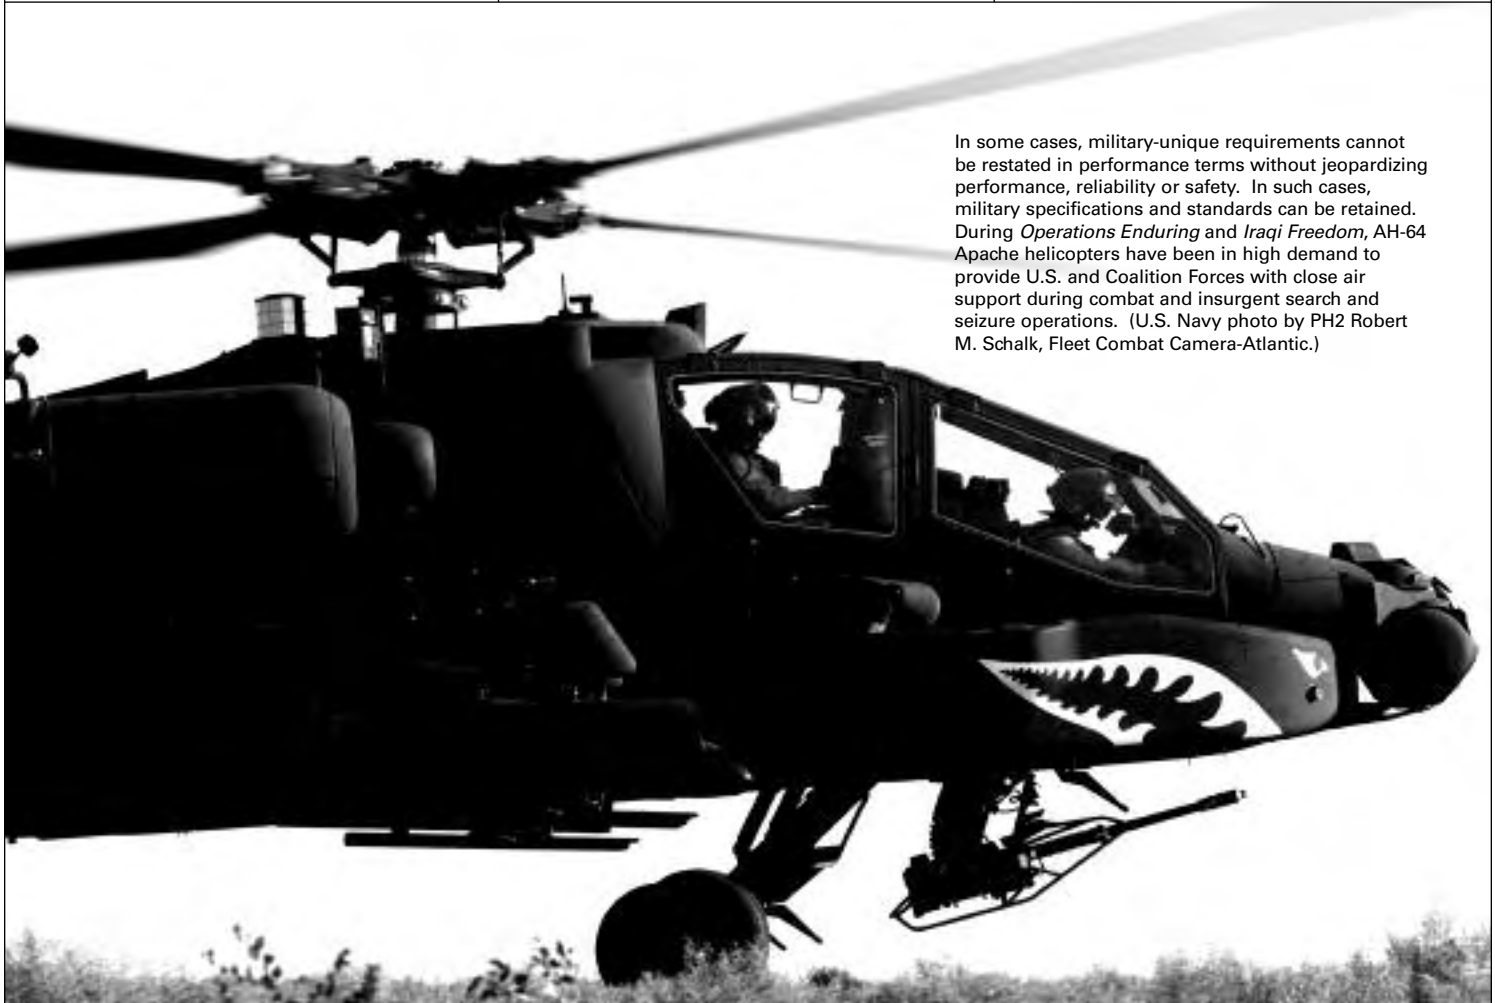 In some cases, military-unique requirements cannot
be restated in performance terms without jeopardizing
performance, reliability or safety.  In such cases,
military specifications and standards can be retained.
During Operations Enduring and Iraqi Freedom, AH-64
Apache helicopters have been in high demand to
provide U.S. and Coalition Forces with close air
support during combat and insurgent search and
seizure operations.  (U.S. Navy photo by PH2 Robert
M. Schalk, Fleet Combat Camera-Atlantic.)